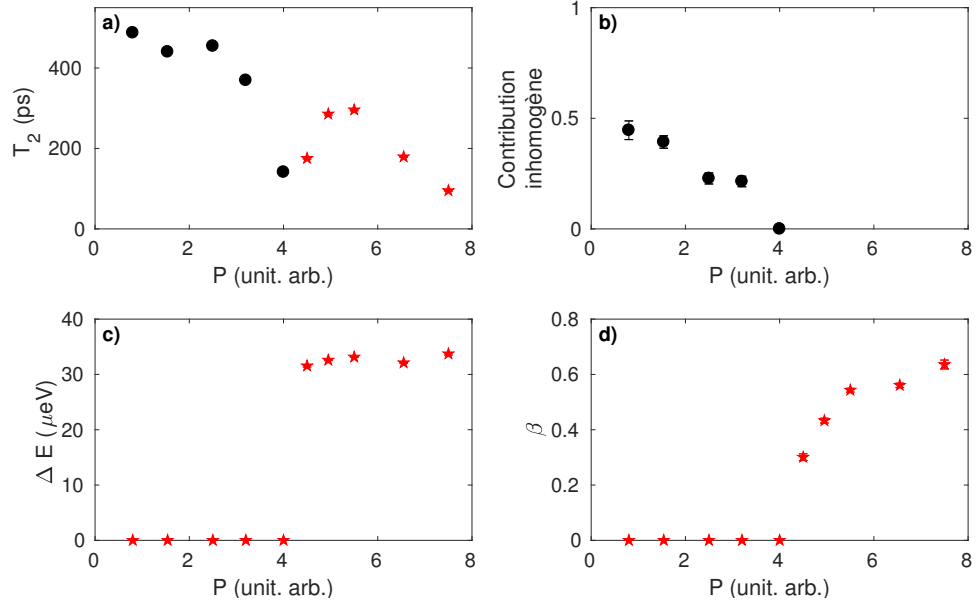 a)
T2 (ps)
400
200
0
0 2 4 6 8
P (unit. arb.)
b)
Contribution
inhomogène
1
0.5
0
0 2 4 6 8
P (unit. arb.)
c)
Δ E (μeV)
40
30
20
10
0
0 2 4 6 8
P (unit. arb.)
d)
β
0.8
0.6
0.4
0.2
0
0 2 4 6 8
P (unit. arb.)